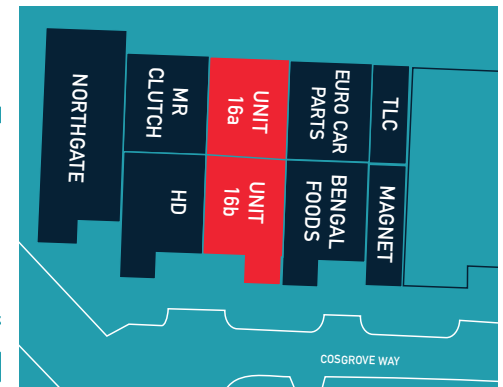 NORTHGATE
MR
CLUTCH
UNIT
16a
EURO CAR
PARTS
TLC
HD
UNIT
16b
BENGAL
FOODS
MAGNET
COSGROVE WAY